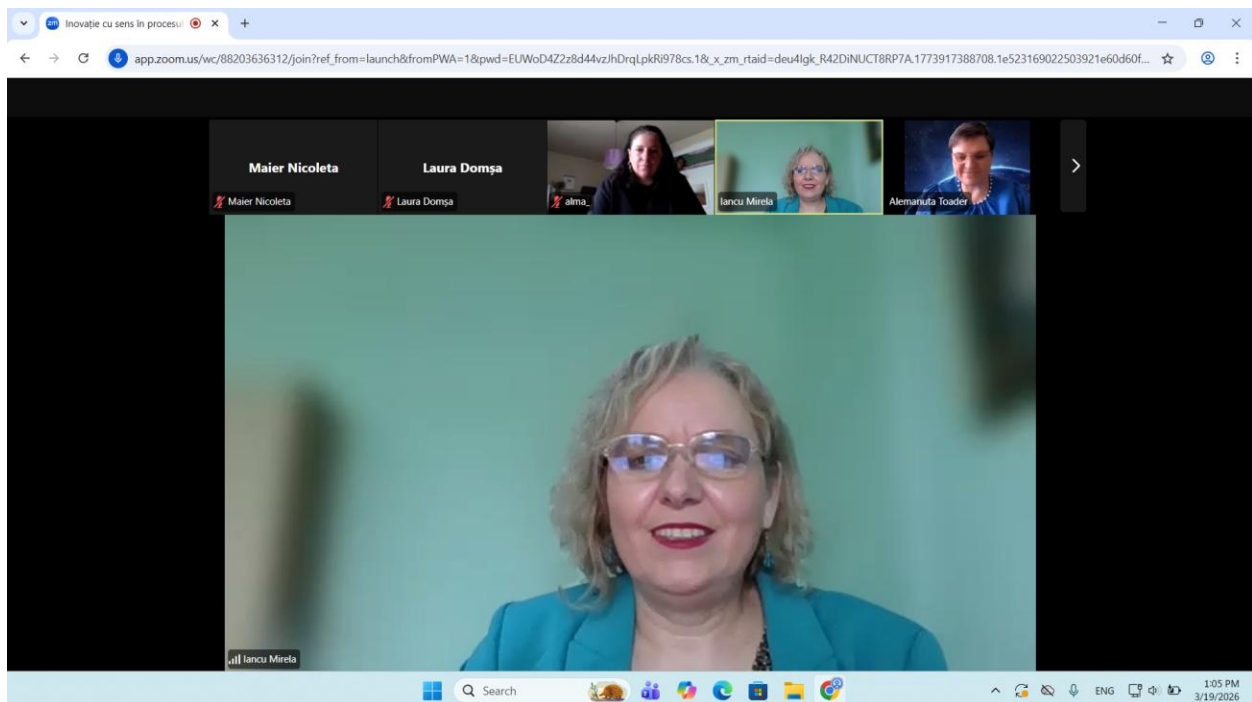 Inovație cu sens în procesu
app.zoom.us/wc/88203636312/join?ref_from=launch&fromPWA=1&pwd=EUWoD4Z2z8d44vzJhDrqLpkRi978cs.1&_x_zm_rtaid=deu4Igk_R42DiNUCT8RP7A.1773917388708.1e523169022503921e60d60f...
Maier Nicoleta
Laura Domșa
Maier Nicoleta
Laura Domșa
alma_
Iancu Mirela
Alemanuta Toader
Iancu Mirela
Search
ENG
1:05 PM
3/19/2026